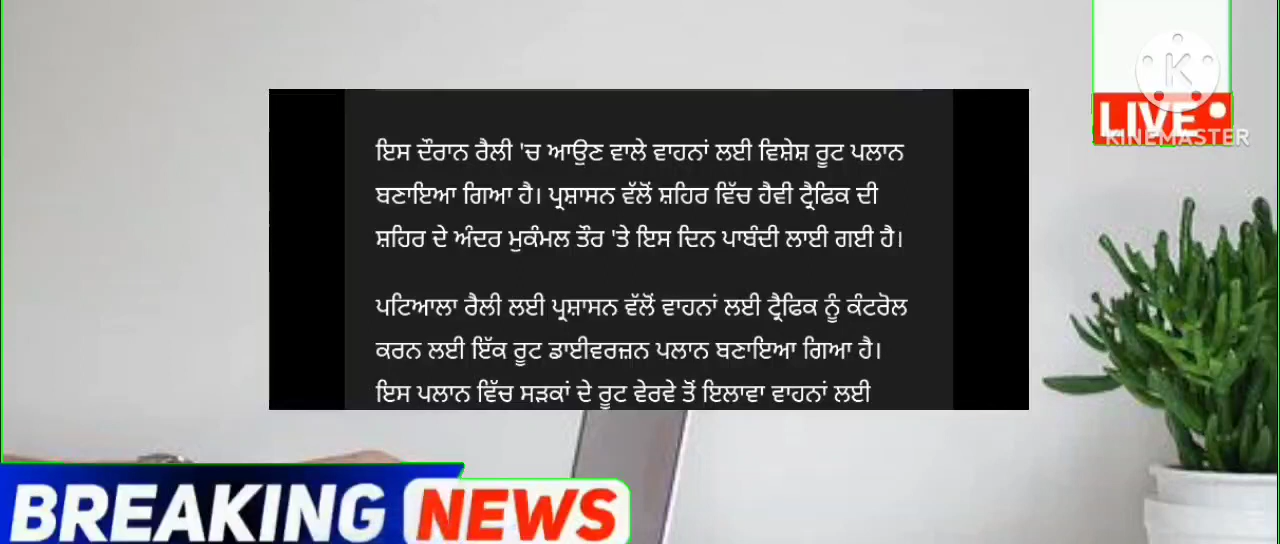 K
LIVE
KINEMASTER
ਇਸ ਦੌਰਾਨ ਰੈਲੀ 'ਚ ਆਉਣ ਵਾਲੇ ਵਾਹਨਾਂ ਲਈ ਵਿਸ਼ੇਸ਼ ਰੂਟ ਪਲਾਨ
ਬਣਾਇਆ ਗਿਆ ਹੈ। ਪ੍ਰਸ਼ਾਸਨ ਵੱਲੋਂ ਸ਼ਹਿਰ ਵਿੱਚ ਹੈਵੀ ਟ੍ਰੈਫਿਕ ਦੀ
ਸ਼ਹਿਰ ਦੇ ਅੰਦਰ ਮੁਕੰਮਲ ਤੌਰ 'ਤੇ ਇਸ ਦਿਨ ਪਾਬੰਦੀ ਲਾਈ ਗਈ ਹੈ।
ਪਟਿਆਲਾ ਰੈਲੀ ਲਈ ਪ੍ਰਸ਼ਾਸਨ ਵੱਲੋਂ ਵਾਹਨਾਂ ਲਈ ਟ੍ਰੈਫਿਕ ਨੂੰ ਕੰਟਰੋਲ
ਕਰਨ ਲਈ ਇੱਕ ਰੂਟ ਡਾਈਵਰਜ਼ਨ ਪਲਾਨ ਬਣਾਇਆ ਗਿਆ ਹੈ।
ਇਸ ਪਲਾਨ ਵਿੱਚ ਸੜਕਾਂ ਦੇ ਰੂਟ ਵੇਰਵੇ ਤੋਂ ਇਲਾਵਾ ਵਾਹਨਾਂ ਲਈ
BREAKING NEWS